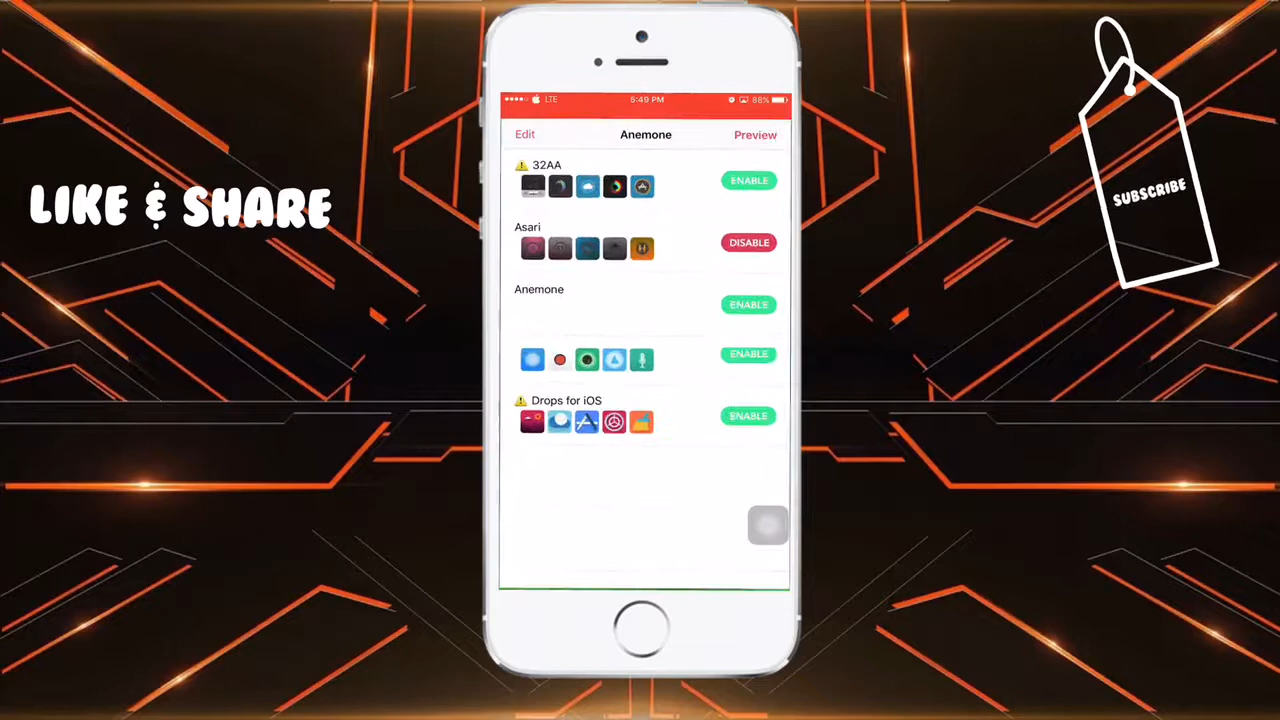 LIKE & SHARE
SUBSCRIBE
LTE
5:49 PM
68%
Edit
Anemone
Preview
⚠️ 32AA
ENABLE
Asari
DISABLE
Anemone
ENABLE
ENABLE
⚠️ Drops for iOS
ENABLE